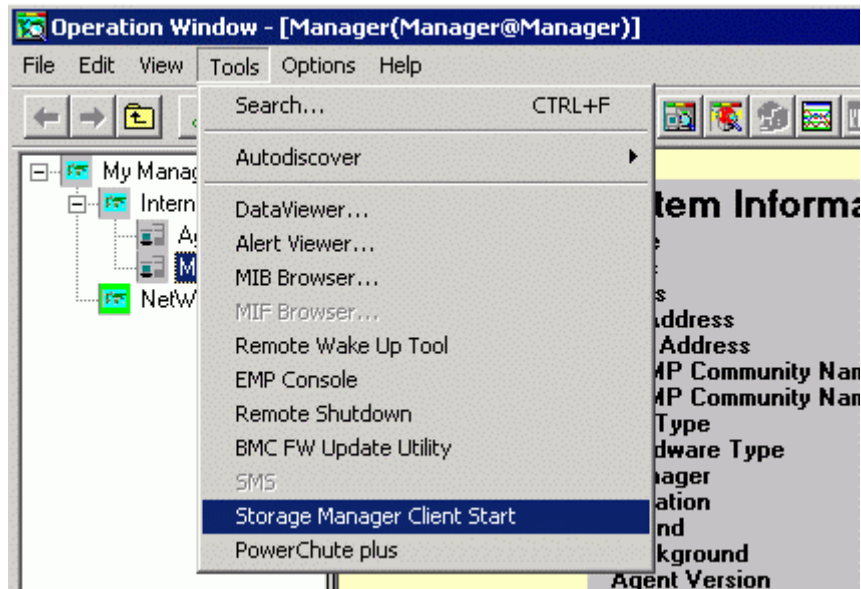 Operation Window - [Manager(Manager@Manager)]
File Edit View Tools Options Help
Search... CTRL+F
Autodiscover
My Manag
Intern
DataViewer...
Alert Viewer...
MIB Browser...
NetW
MIF Browser...
Remote Wake Up Tool
EMP Console
Remote Shutdown
BMC FW Update Utility
SMS
Storage Manager Client Start
PowerChute plus
tem Informa
ddress
Address
MP Community Nam
MP Community Nam
Type
dware Type
ager
ation
nd
kground
Agent Version